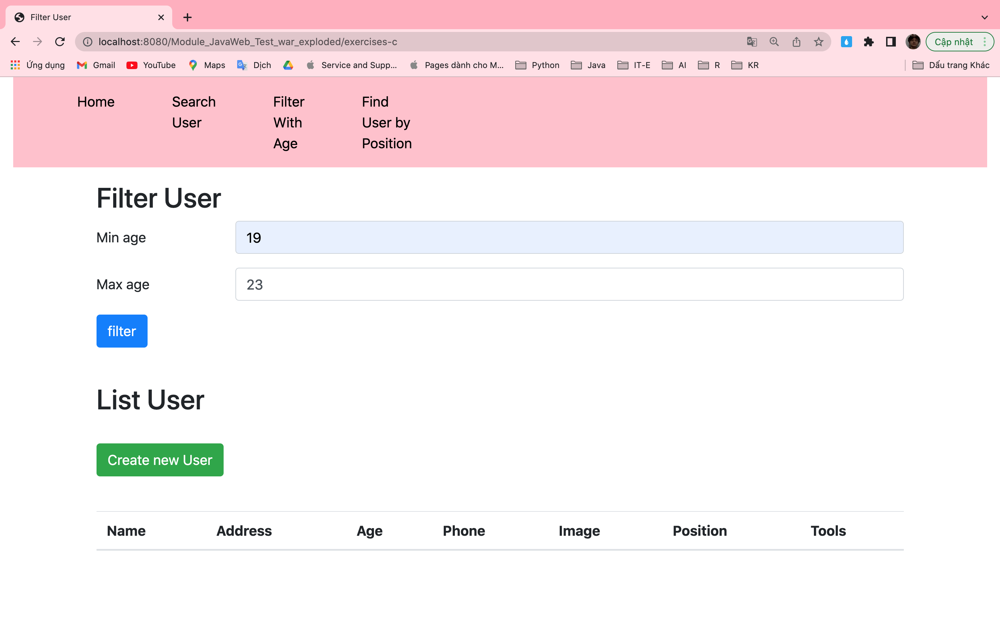 Filter User
localhost:8080/Module_JavaWeb_Test_war_exploded/exercises-c
Cập nhật
Ứng dụng Gmail YouTube Maps Dịch Service and Supp... Pages dành cho M... Python Java IT-E AI R KR Dấu trang Khác
Home Search Filter Find
User With User by
Age Position
Filter User
Min age 19
Max age 23
filter
List User
Create new User
Name Address Age Phone Image Position Tools